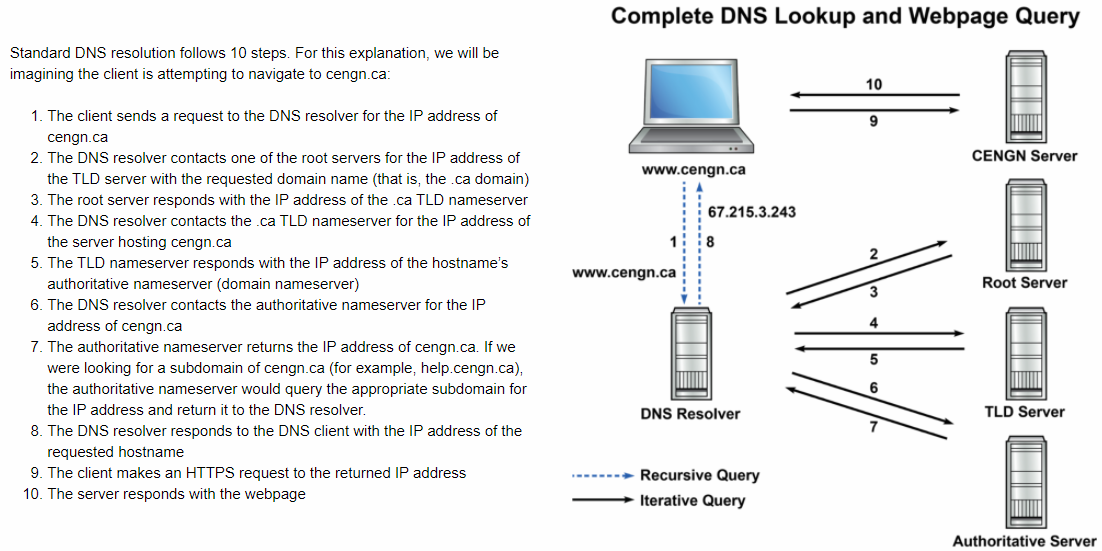 Complete DNS Lookup and Webpage Query
Standard DNS resolution follows 10 steps. For this explanation, we will be
imagining the client is attempting to navigate to cengn.ca:
1. The client sends a request to the DNS resolver for the IP address of
cengn.ca
2. The DNS resolver contacts one of the root servers for the IP address of
the TLD server with the requested domain name (that is, the .ca domain)
3. The root server responds with the IP address of the .ca TLD nameserver
4. The DNS resolver contacts the .ca TLD nameserver for the IP address of
the server hosting cengn.ca
5. The TLD nameserver responds with the IP address of the hostname's
authoritative nameserver (domain nameserver)
6. The DNS resolver contacts the authoritative nameserver for the IP
address of cengn.ca
7. The authoritative nameserver returns the IP address of cengn.ca. If we
were looking for a subdomain of cengn.ca (for example, help.cengn.ca),
the authoritative nameserver would query the appropriate subdomain for
the IP address and return it to the DNS resolver.
8. The DNS resolver responds to the DNS client with the IP address of the
requested hostname
9. The client makes an HTTPS request to the returned IP address
10. The server responds with the webpage
10
9
CENGN Server
www.cengn.ca
67.215.3.243
1
8
www.cengn.ca
2
3
Root Server
4
5
TLD Server
6
7
DNS Resolver
Recursive Query
Iterative Query
Authoritative Server